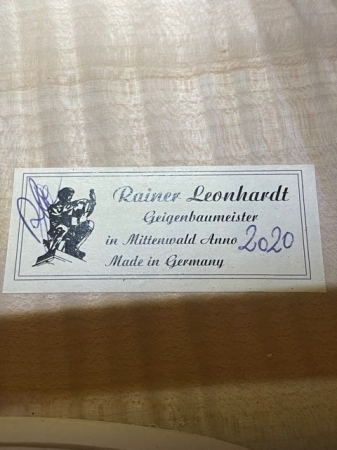 Rainer Leonhardt
Geigenbaumeister
in Mittenwald Anno 2020
Made in Germany